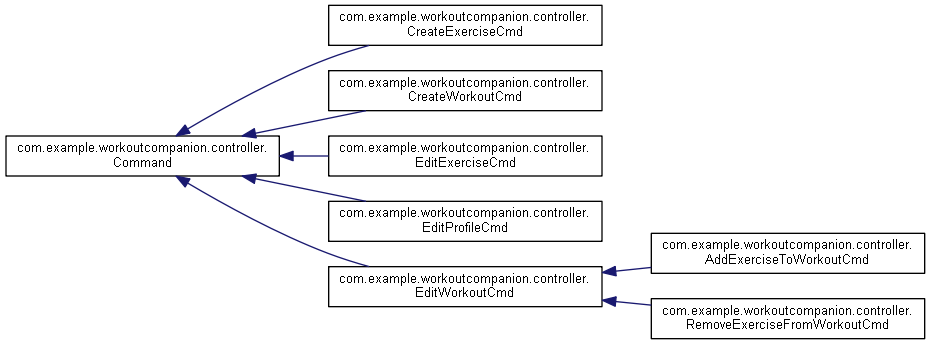 com.example.workoutcompanion.controller.
CreateExerciseCmd
com.example.workoutcompanion.controller.
CreateWorkoutCmd
com.example.workoutcompanion.controller.
Command
com.example.workoutcompanion.controller.
EditExerciseCmd
com.example.workoutcompanion.controller.
EditProfileCmd
com.example.workoutcompanion.controller.
EditWorkoutCmd
com.example.workoutcompanion.controller.
AddExerciseToWorkoutCmd
com.example.workoutcompanion.controller.
RemoveExerciseFromWorkoutCmd